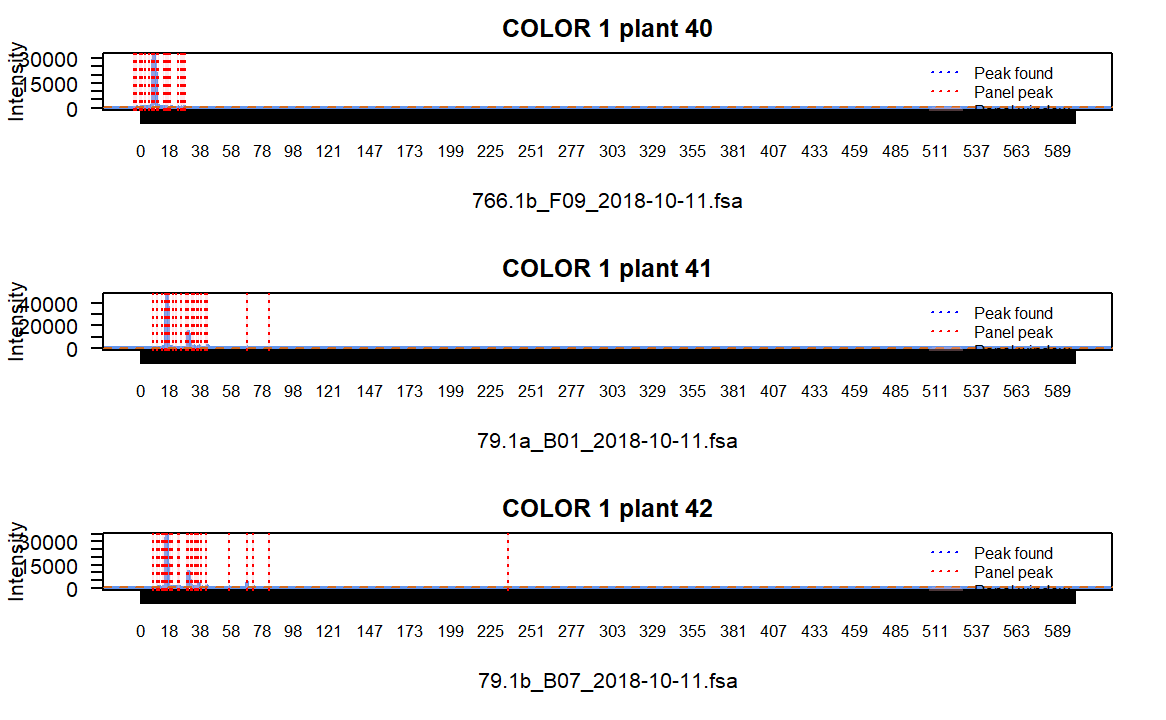 COLOR 1 plant 40
Intensity
30000
15000
0
Peak found
Panel peak
Panel window
0 18 38 58 78 98 121 147 173 199 225 251 277 303 329 355 381 407 433 459 485 511 537 563 589
766.1b_F09_2018-10-11.fsa
COLOR 1 plant 41
Intensity
40000
20000
0
Peak found
Panel peak
Panel window
0 18 38 58 78 98 121 147 173 199 225 251 277 303 329 355 381 407 433 459 485 511 537 563 589
79.1a_B01_2018-10-11.fsa
COLOR 1 plant 42
Intensity
30000
15000
0
Peak found
Panel peak
Panel window
0 18 38 58 78 98 121 147 173 199 225 251 277 303 329 355 381 407 433 459 485 511 537 563 589
79.1b_B07_2018-10-11.fsa